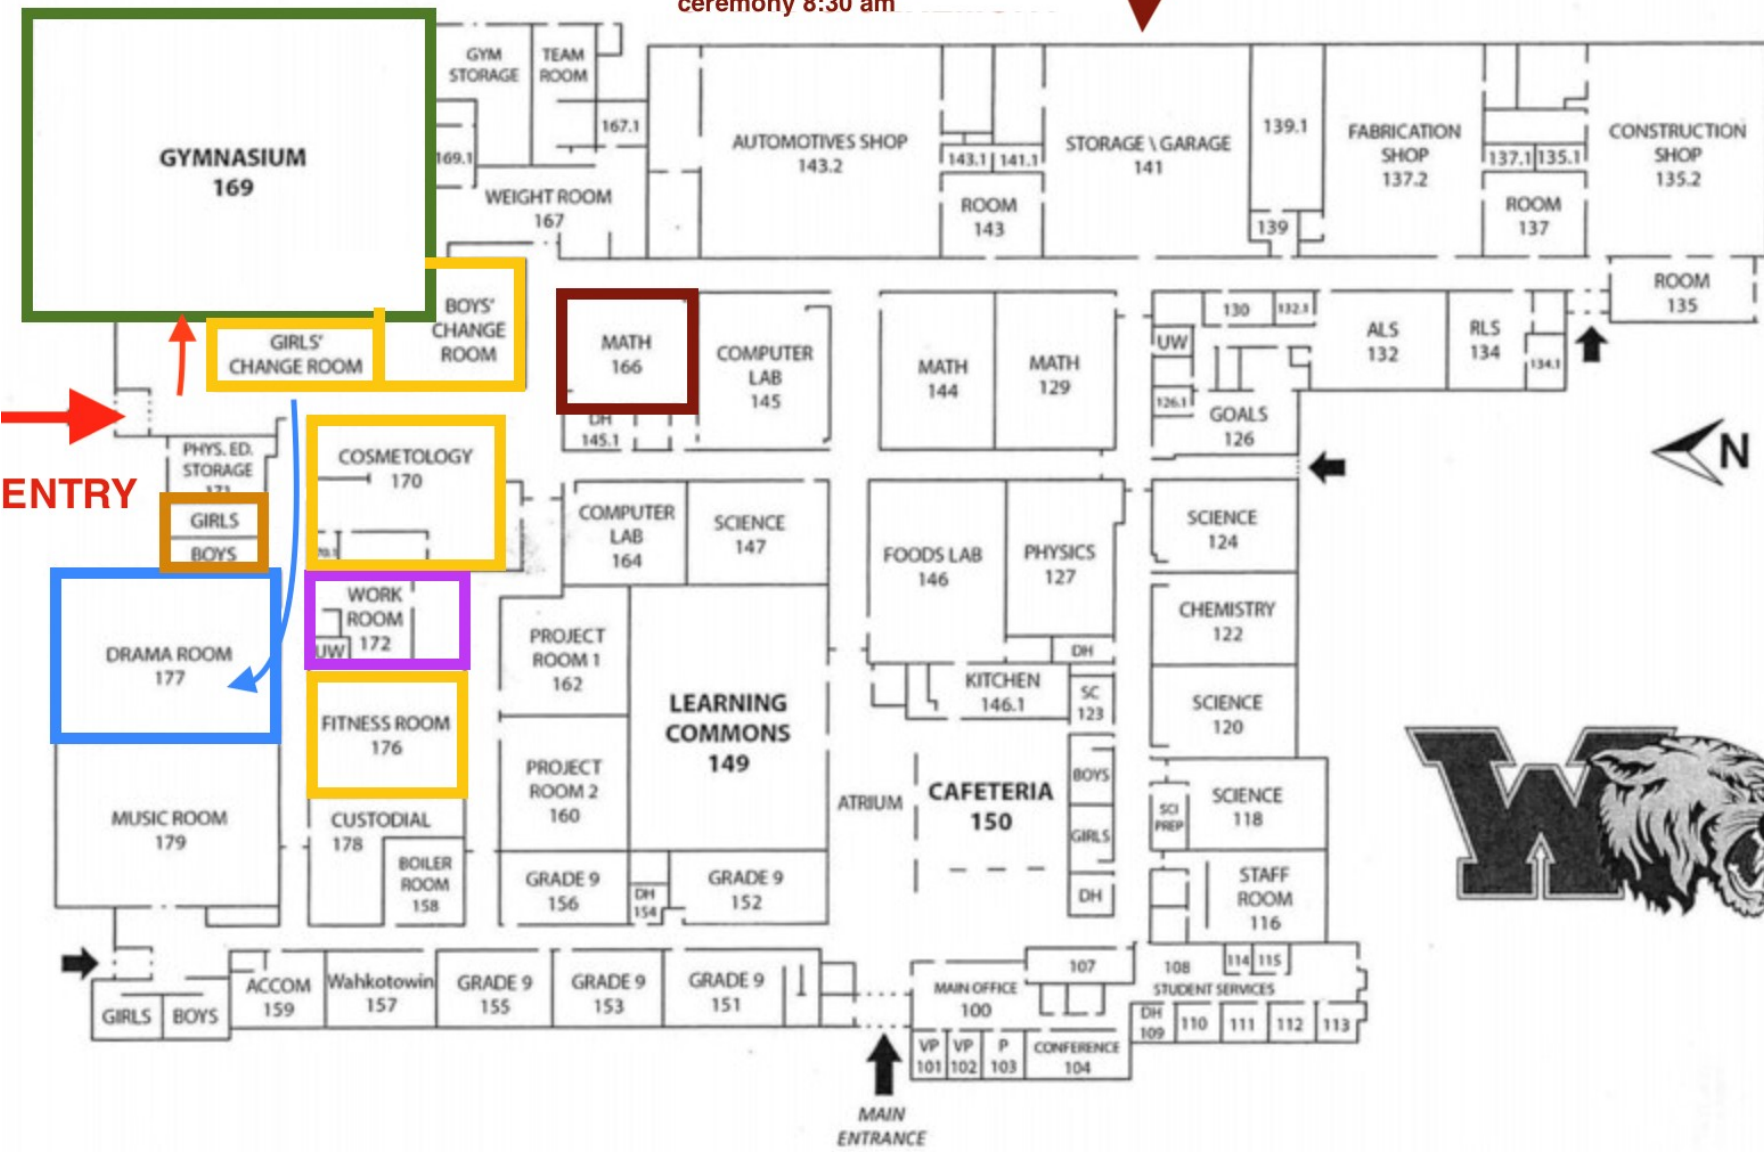 ceremony 8:30 am
GYMNASIUM
169
GYM
STORAGE
TEAM
ROOM
167.1
169.1
WEIGHT ROOM
167
AUTOMOTIVES SHOP
143.2
143.1
141.1
ROOM
143
STORAGE \ GARAGE
141
139.1
139
FABRICATION
SHOP
137.2
137.1
135.1
ROOM
137
CONSTRUCTION
SHOP
135.2
ROOM
135
GIRLS'
CHANGE ROOM
BOYS'
CHANGE
ROOM
MATH
166
DH
145.1
COMPUTER
LAB
145
MATH
144
MATH
129
130
132.1
UW
126.1
GOALS
126
ALS
132
RLS
134
134.1
N
ENTRY
PHYS. ED.
STORAGE
171
GIRLS
BOYS
COSMETOLOGY
170
COMPUTER
LAB
164
SCIENCE
147
FOODS LAB
146
PHYSICS
127
SCIENCE
124
WORK
ROOM
172
UW
DRAMA ROOM
177
FITNESS ROOM
176
PROJECT
ROOM 1
162
LEARNING
COMMONS
149
DH
KITCHEN
146.1
SC
123
CHEMISTRY
122
SCIENCE
120
MUSIC ROOM
179
CUSTODIAL
178
BOILER
ROOM
158
PROJECT
ROOM 2
160
ATRIUM
CAFETERIA
150
BOYS
GIRLS
DH
SCI
PREP
SCIENCE
118
STAFF
ROOM
116
GRADE 9
156
DH
154
GRADE 9
152
GIRLS
BOYS
ACCOM
159
Wahkotowin
157
GRADE 9
155
GRADE 9
153
GRADE 9
151
MAIN OFFICE
100
107
108
114
115
STUDENT SERVICES
VP
101
VP
102
P
103
CONFERENCE
104
DH
109
110
111
112
113
MAIN
ENTRANCE
W